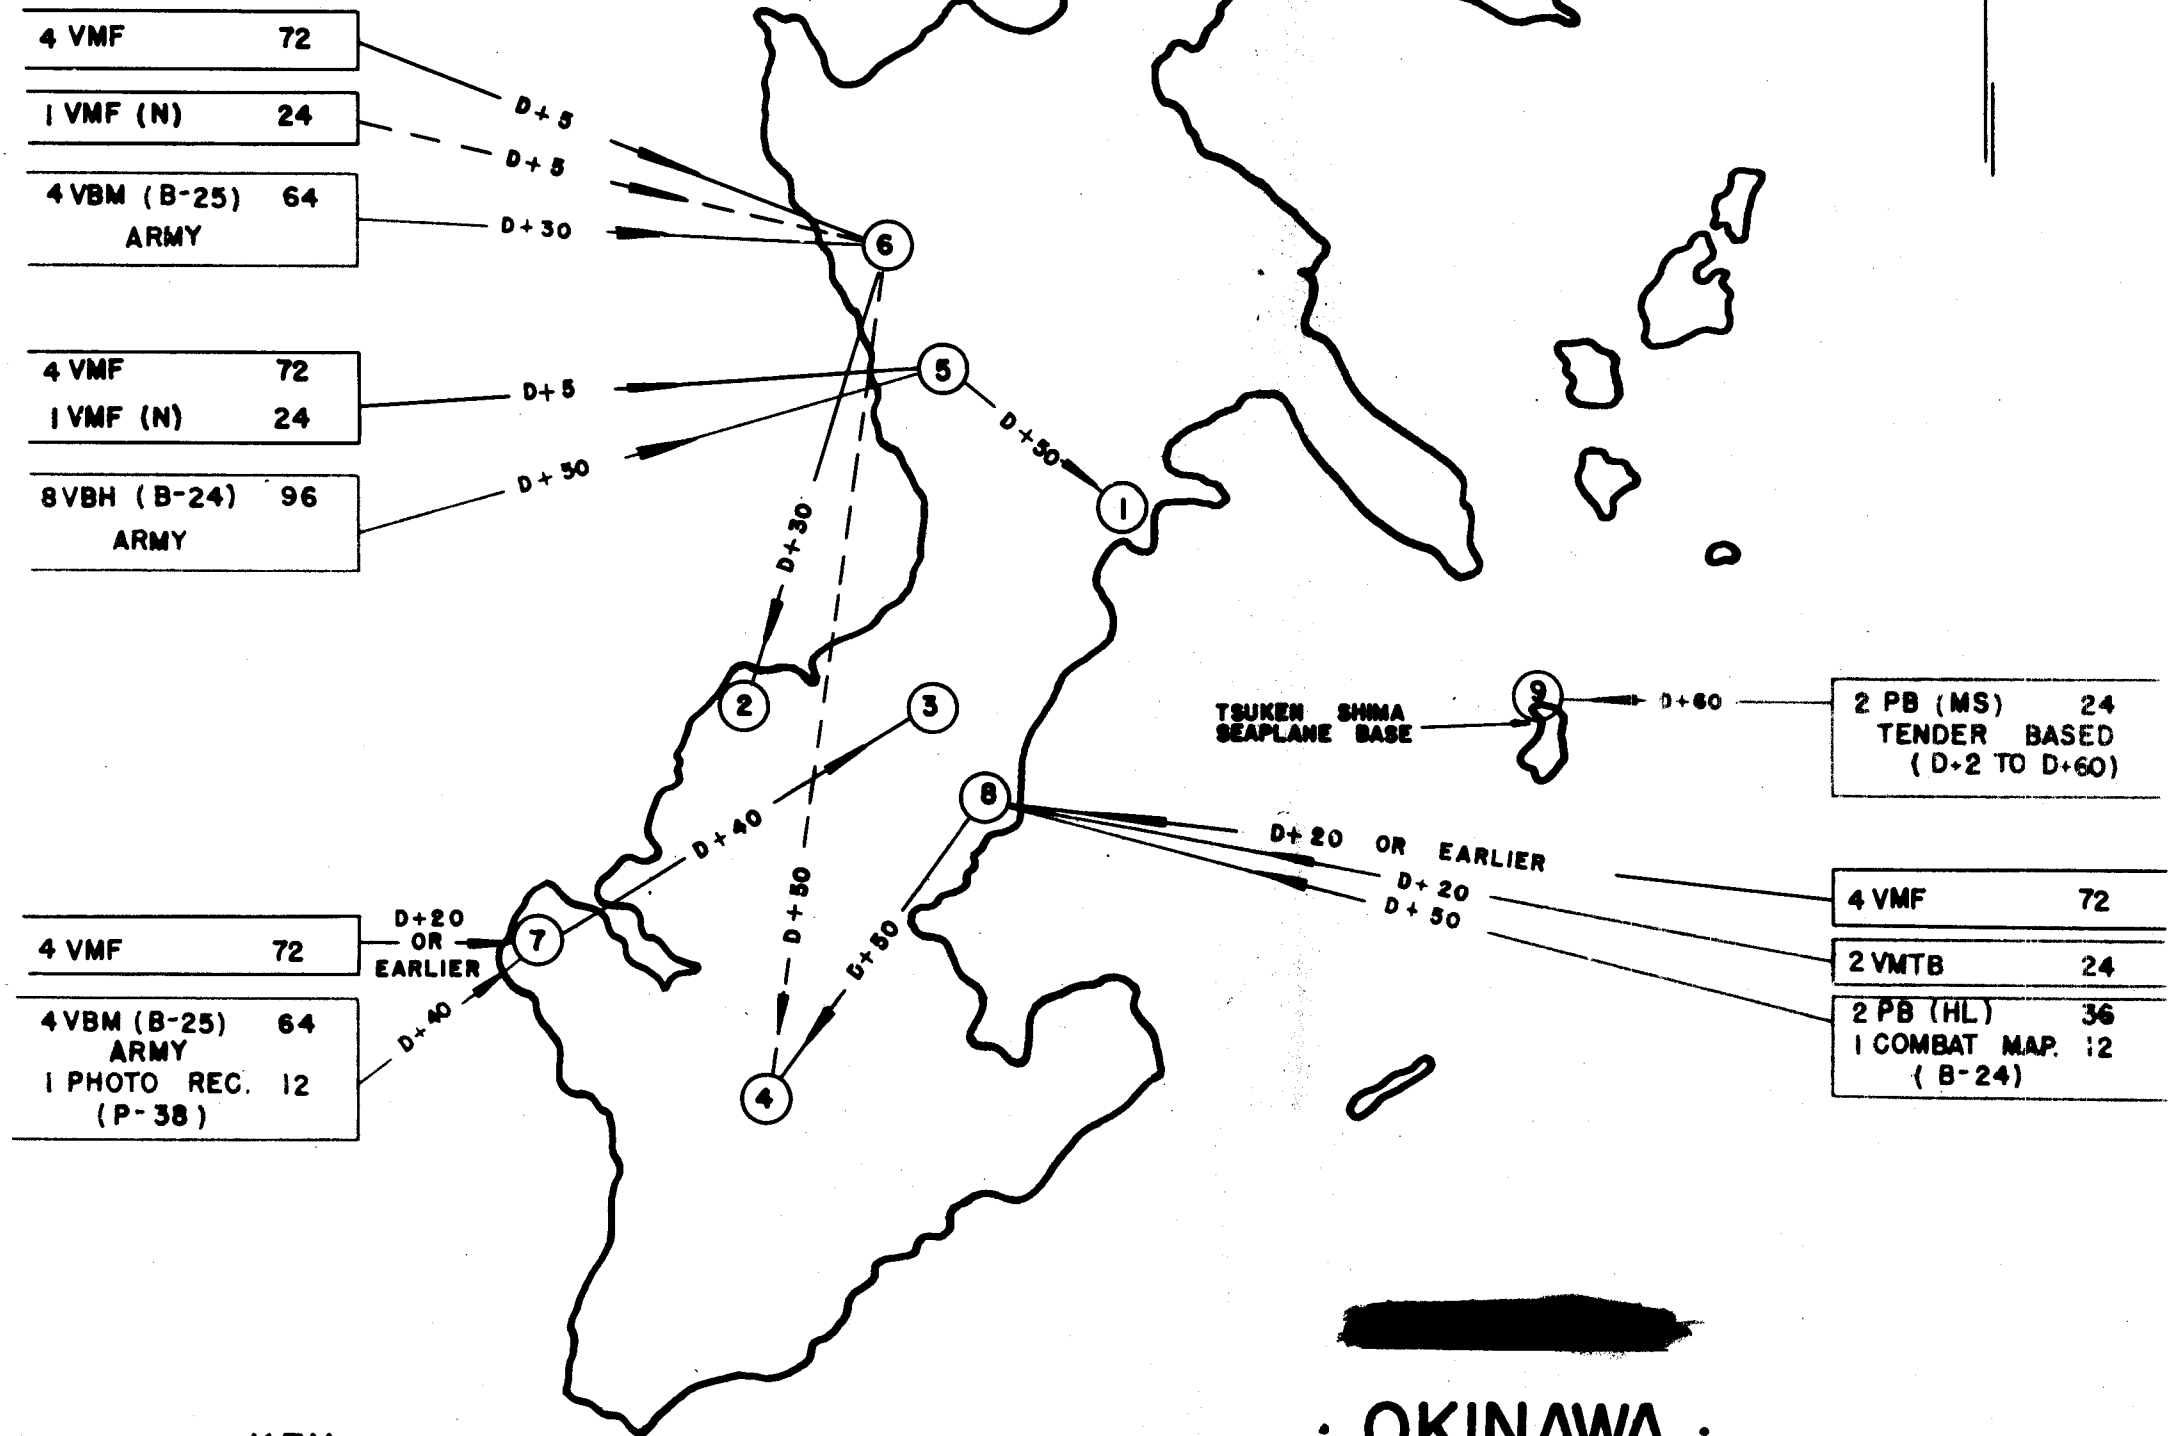 4 VMF 72
1 VMF (N) 24
4 VBM (B-25) 64
ARMY
D+5
D+5
D+30
6
4 VMF 72
1 VMF (N) 24
D+5
5
8 VBH (B-24) 96
ARMY
D+50
D+50
1
D+30
2
3
TSUKEN SHIMA
SEAPLANE BASE
9
D+60
2 PB (MS) 24
TENDER BASED
(D+2 TO D+60)
8
D+40
D+50
D+50
D+20 OR EARLIER
D+20
D+50
4 VMF 72
2 VMTB 24
2 PB (HL) 36
1 COMBAT MAP. 12
(B-24)
4 VMF 72
D+20
OR
EARLIER
7
4 VBM (B-25) 64
ARMY
1 PHOTO REC. 12
(P-38)
D+40
4
OKINAWA